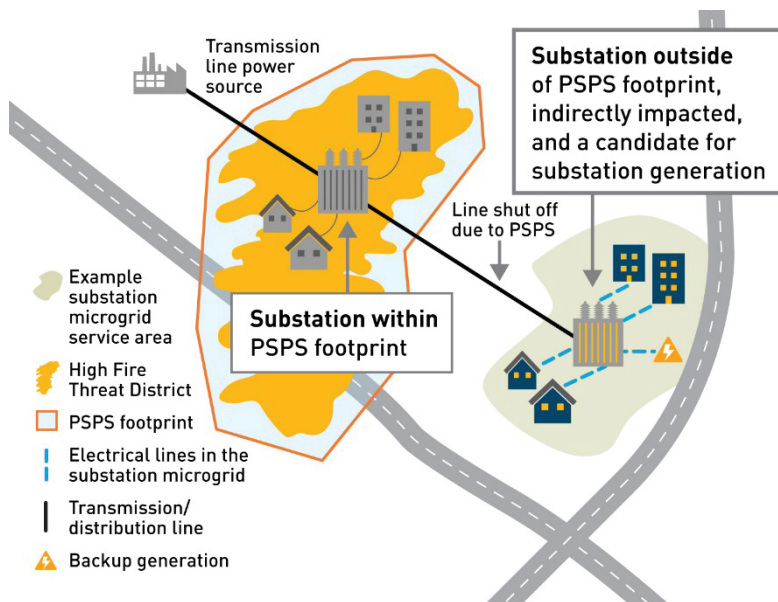 Transmission
line power
source
Substation outside
of PSPS footprint,
indirectly impacted,
and a candidate for
substation generation
Line shut off
due to PSPS
Substation within
PSPS footprint
Example
substation
microgrid
service area
High Fire
Threat District
PSPS footprint
Electrical lines in the
substation microgrid
Transmission/
distribution line
Backup generation